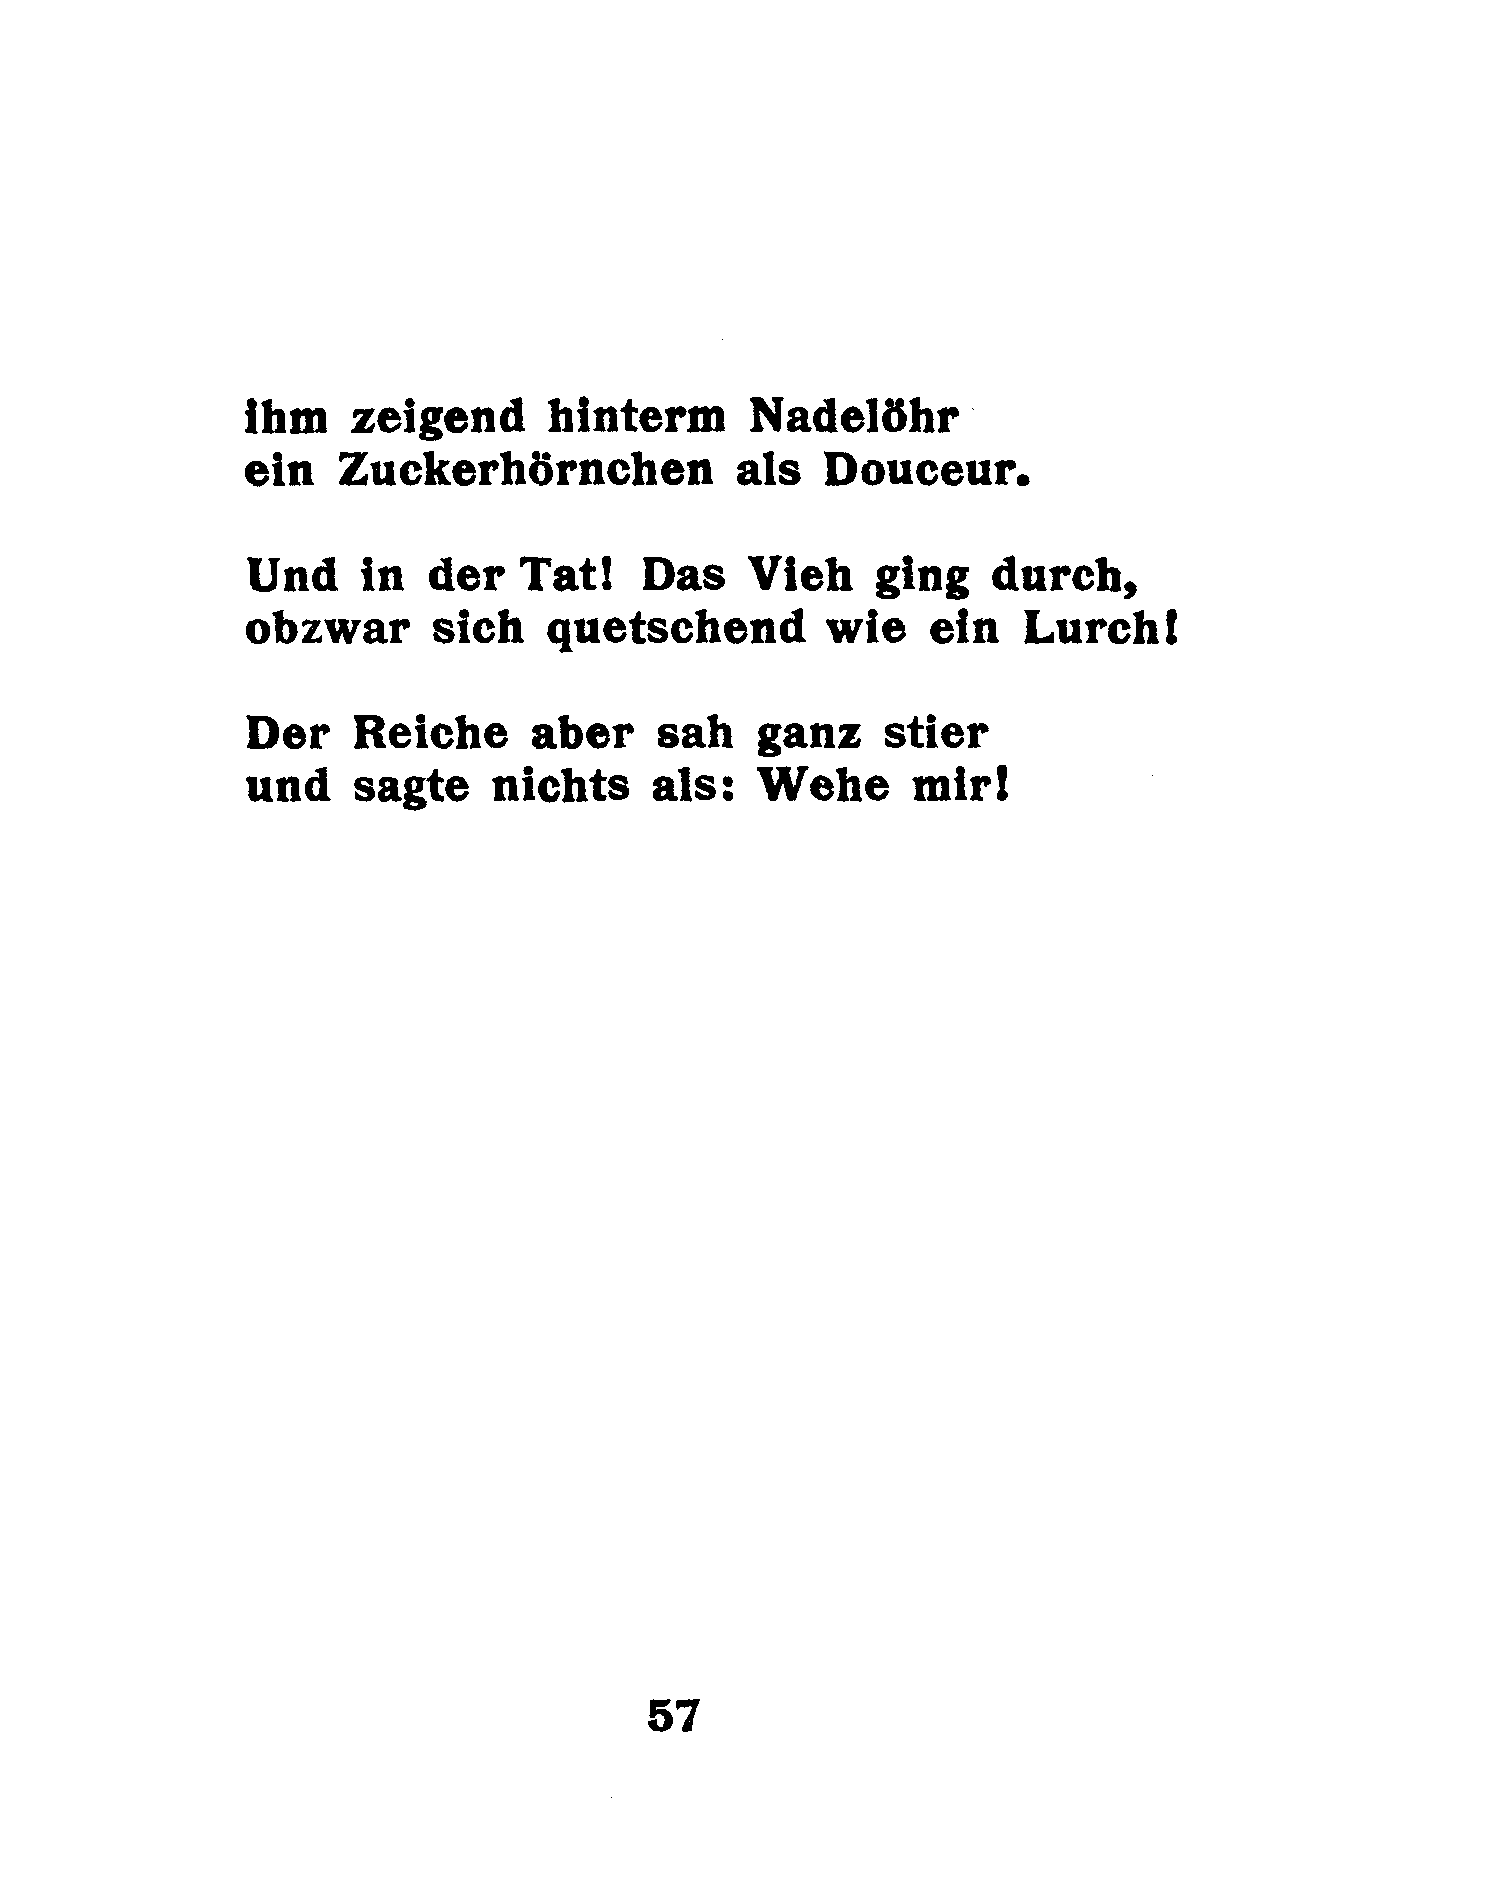 ihm zeigend hinterm Nadelöhr
ein Zuckerhörnchen als Douceur.
Und in der Tat! Das Vieh ging durch,
obzwar sich quetschend wie ein Lurch!
Der Reiche aber sah ganz stier
und sagte nichts als: Wehe mir!
57